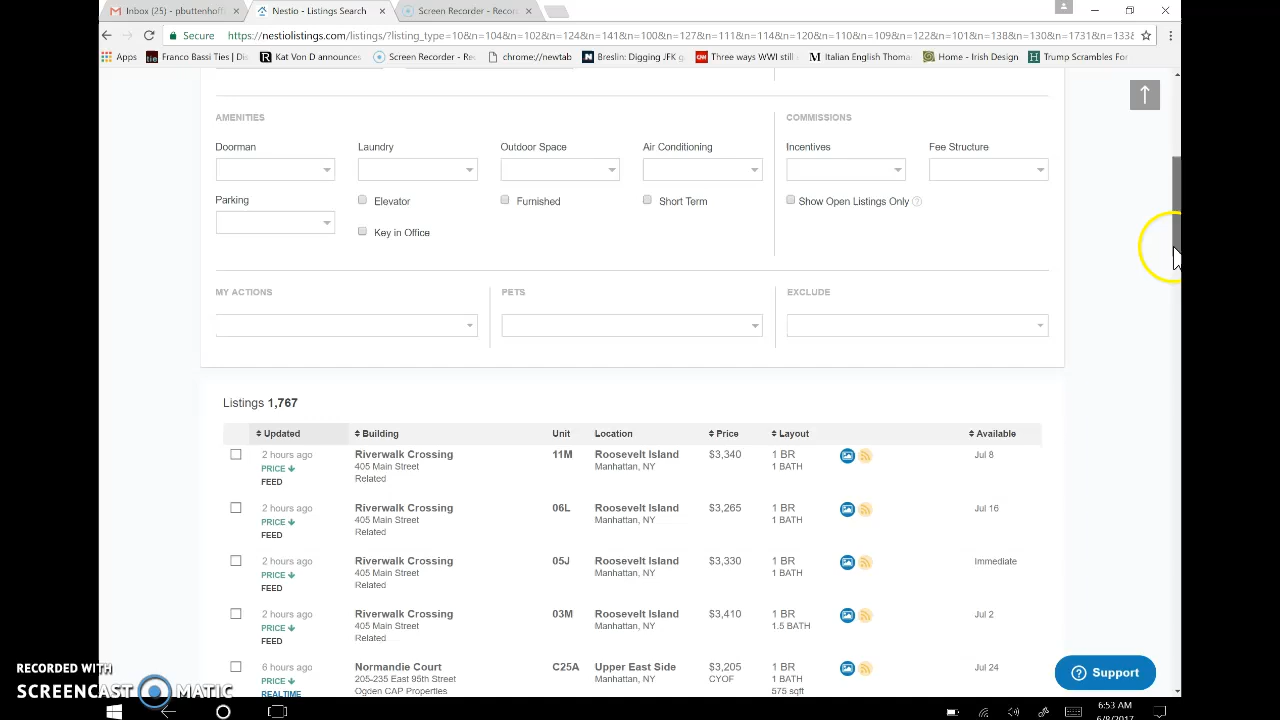 Inbox (25) - pbuttenhoff
Nestio - Listings Search
Screen Recorder - Recor
Secure
https://nestiolistings.com/listings/?listing_type=10&n=104&n=102&n=124&n=141&n=100&n=127&n=111&n=114&n=120&n=110&n=109&n=122&n=101&n=138&n=130&n=1731&n=133&
Apps
Franco Bassi Ties | Dis
Kat Von D announces
Screen Recorder - Rec
chrome://newtab
Breslin: Digging JFK g
Three ways WWI still
Italian English Thomas
Home - Irish Design
Trump Scrambles For
AMENITIES
COMMISSIONS
Doorman
Laundry
Outdoor Space
Air Conditioning
Incentives
Fee Structure
Parking
Elevator
Furnished
Short Term
Show Open Listings Only ?
Key in Office
MY ACTIONS
PETS
EXCLUDE
Listings 1,767
Updated Building Unit Location Price Layout Available
2 hours ago Riverwalk Crossing 11M Roosevelt Island $3,340 1 BR Jul 8
PRICE 405 Main Street Manhattan, NY 1 BATH
FEED Related
2 hours ago Riverwalk Crossing 06L Roosevelt Island $3,265 1 BR Jul 16
PRICE 405 Main Street Manhattan, NY 1 BATH
FEED Related
2 hours ago Riverwalk Crossing 05J Roosevelt Island $3,330 1 BR Immediate
PRICE 405 Main Street Manhattan, NY 1 BATH
FEED Related
2 hours ago Riverwalk Crossing 03M Roosevelt Island $3,410 1 BR Jul 2
PRICE 405 Main Street Manhattan, NY 1.5 BATH
FEED Related
6 hours ago Normandie Court C25A Upper East Side $3,205 1 BR Jul 24
PRICE 205-235 East 95th Street Manhattan, NY CYOF
REALTIME Ogden CAP Properties 575 sqft
Support
RECORDED WITH
SCREENCAST MATIC
6:53 AM
6/8/2017